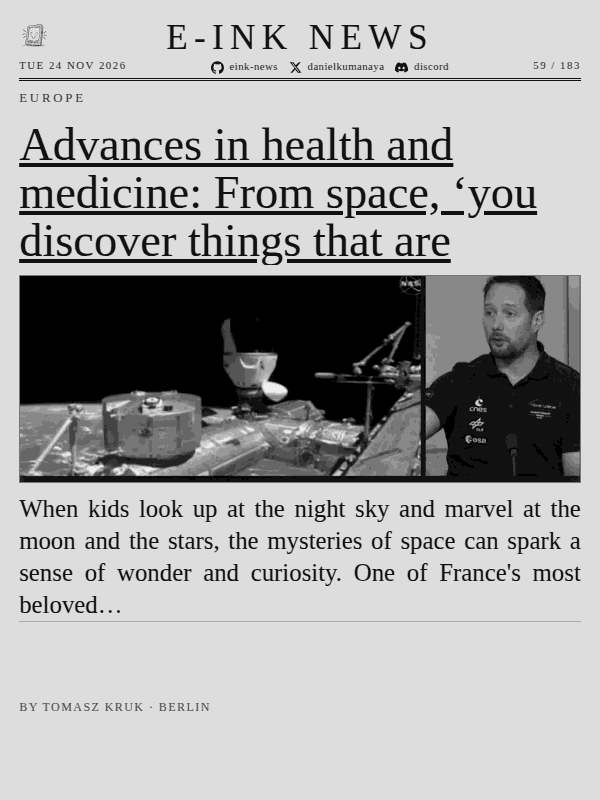 E-INK NEWS
TUE 24 NOV 2026
eink-news
danielkumanaya
discord
59 / 183
EUROPE
Advances in health and
medicine: From space, ‘you
discover things that are
cnes
DLR
esa
When kids look up at the night sky and marvel at the
moon and the stars, the mysteries of space can spark a
sense of wonder and curiosity. One of France's most
beloved…
BY TOMASZ KRUK · BERLIN